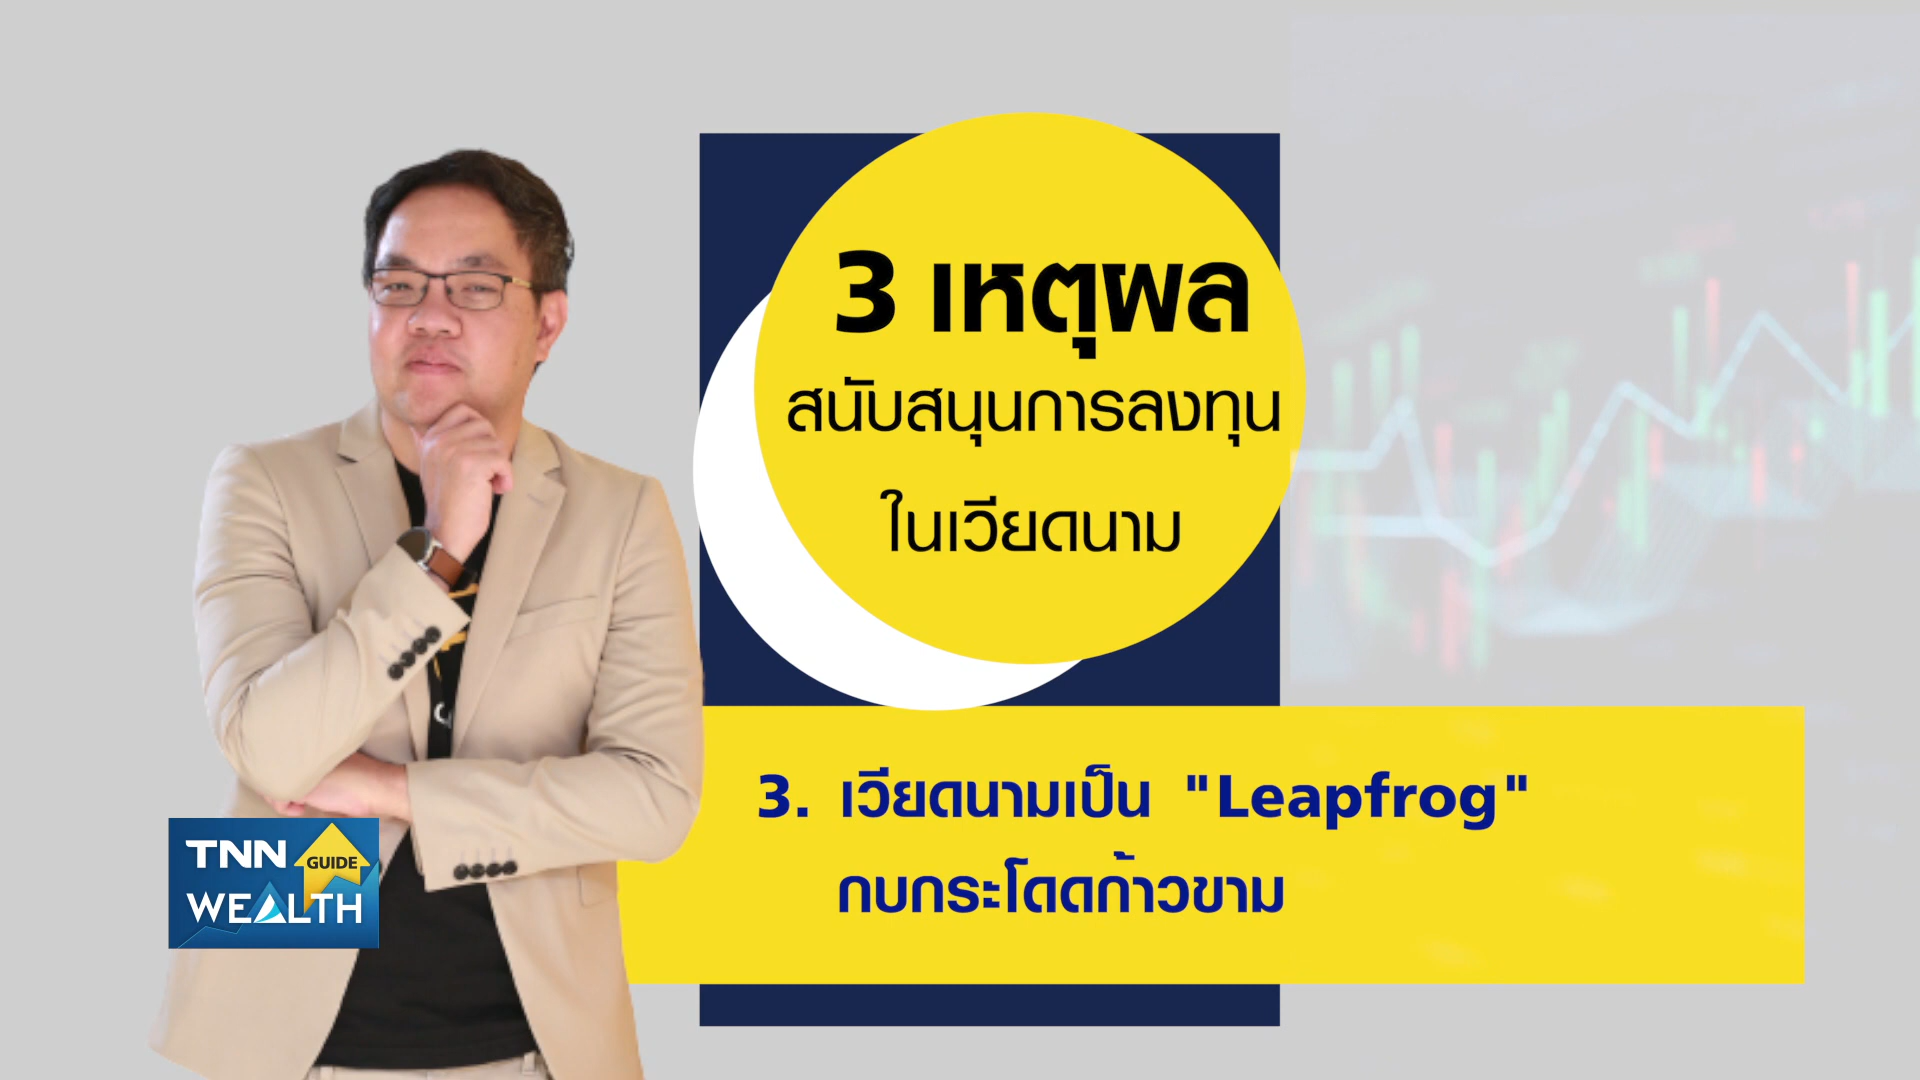 3 เหตุผล
สนับสนุนการลงทุน
ในเวียดนาม
3. เวียดนามเป็น "Leapfrog"
กบกระโดดก้าวขาม
TNN
GUIDE
WEALTH